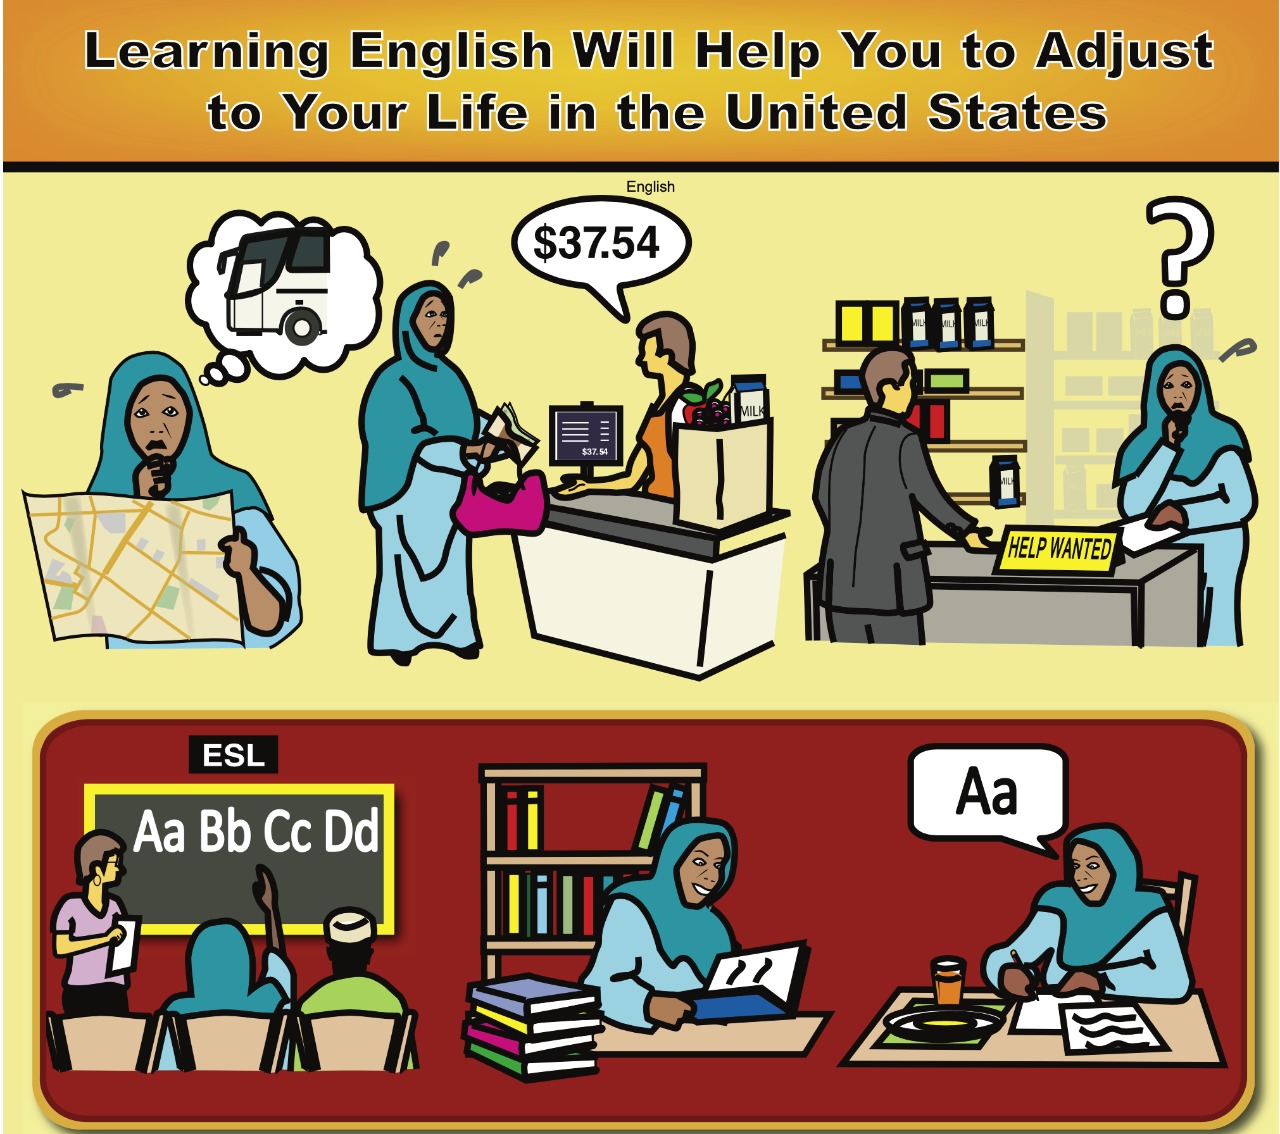 Learning English Will Help You to Adjust
to Your Life in the United States
English
$37.54
$37.54
MILK
MILK
MILK
MILK
MILK
HELP WANTED
ESL
Aa Bb Cc Dd
Aa